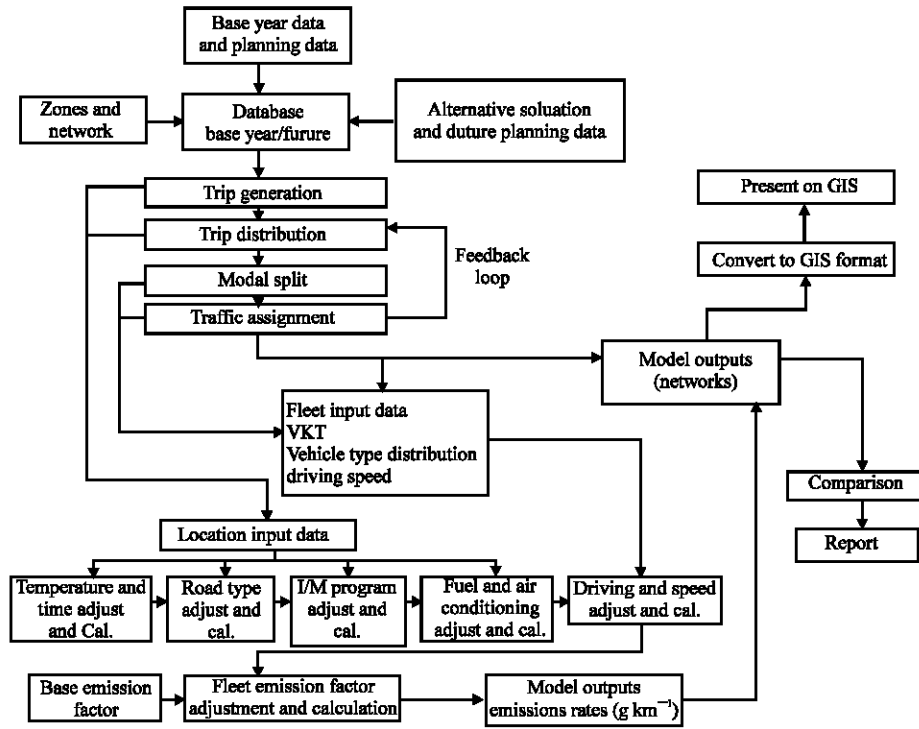 Base year data
and planning data
Zones and
network
Database
base year/furure
Alternative soluation
and duture planning data
Trip generation
Trip distribution
Modal split
Traffic assignment
Feedback
loop
Present on GIS
Convert to GIS format
Model outputs
(networks)
Fleet input data
VKT
Vehicle type distribution
driving speed
Comparison
Report
Location input data
Temperature and
time adjust
and Cal.
Road type
adjust and
cal.
I/M program
adjust and
cal.
Fuel and air
conditioning
adjust and cal.
Driving and speed
adjust and cal.
Base emission
factor
Fleet emission factor
adjustment and calculation
Model outputs
emissions rates (g km⁻¹)